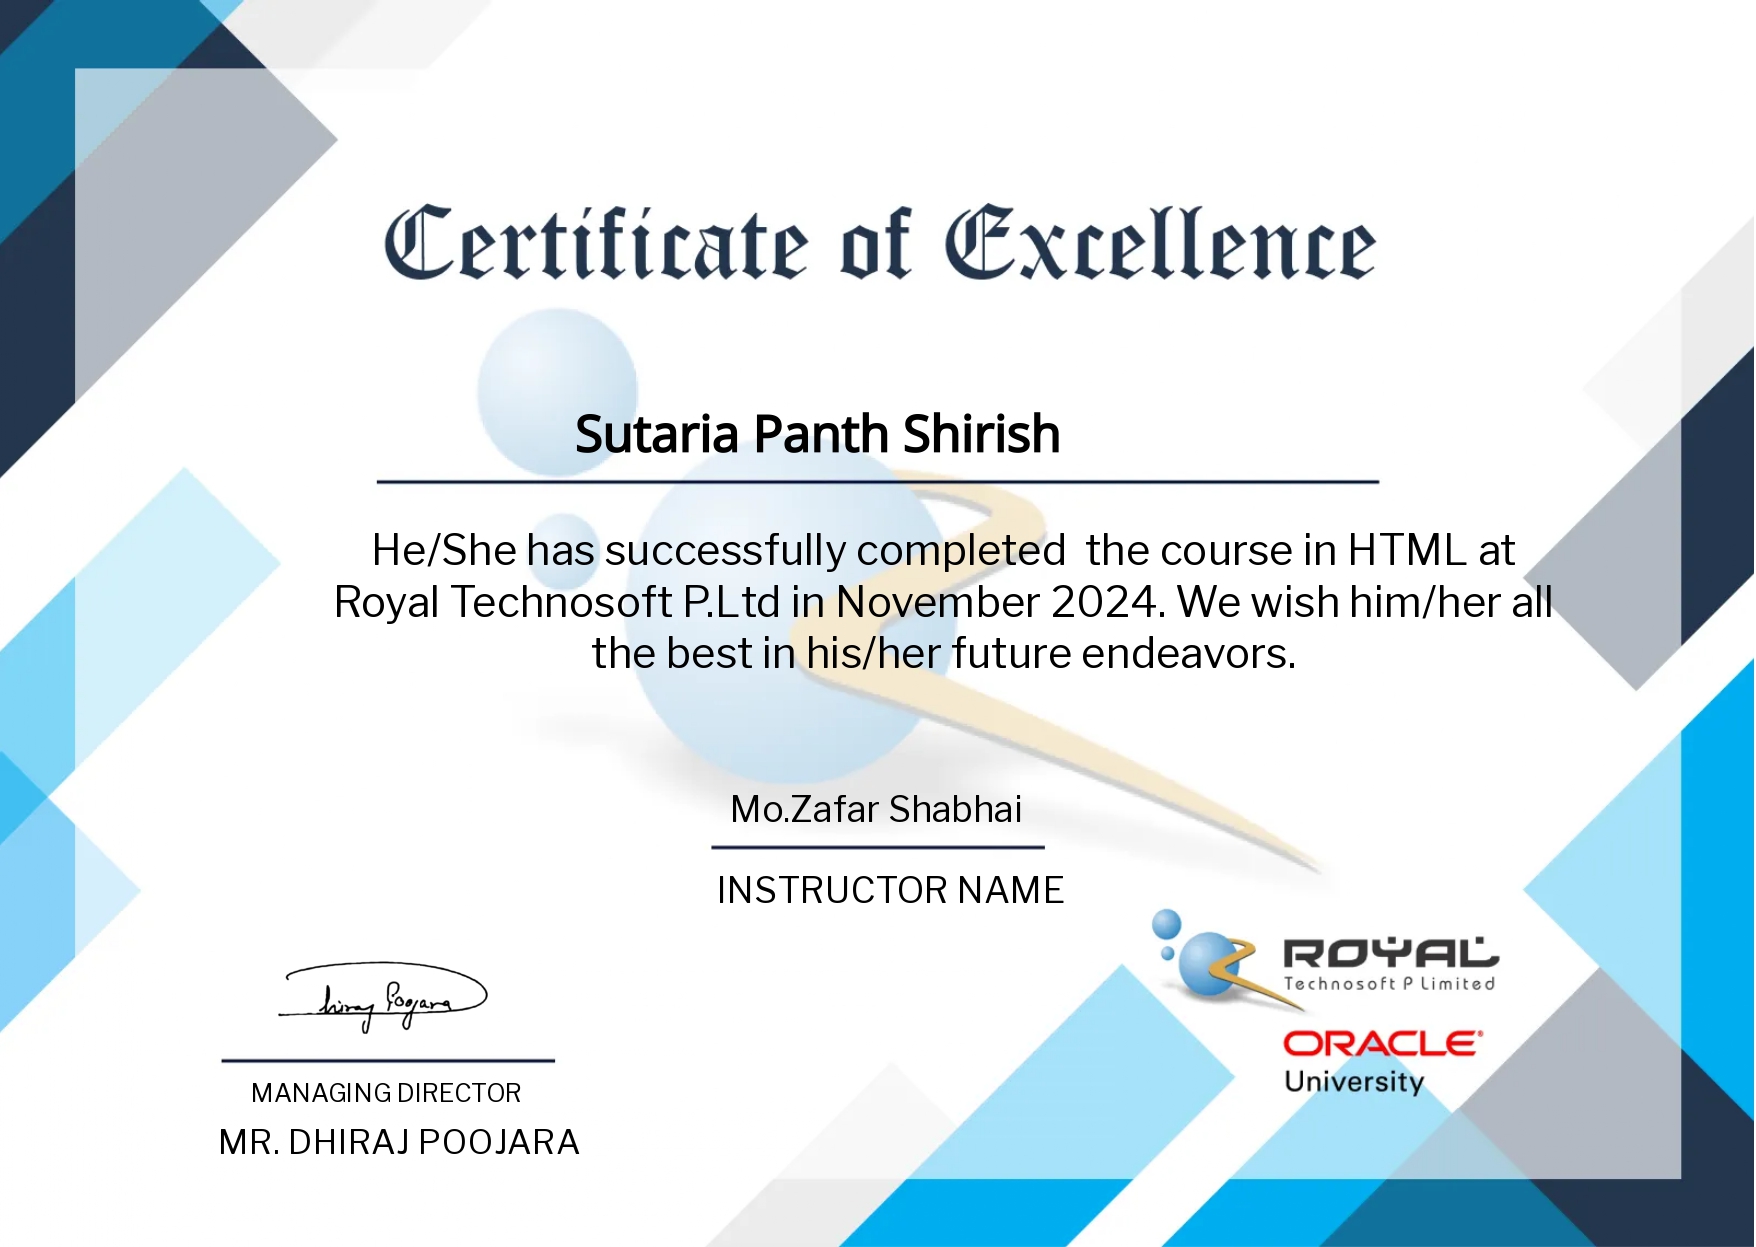 Certificate of Excellence
Sutaria Panth Shirish
He/She has successfully completed the course in HTML at
Royal Technosoft P.Ltd in November 2024. We wish him/her all
the best in his/her future endeavors.
Mo.Zafar Shabhai
INSTRUCTOR NAME
ROYAL
Technosoft P Limited
ORACLE®
University
Dhiraj Poojara
MANAGING DIRECTOR
MR. DHIRAJ POOJARA